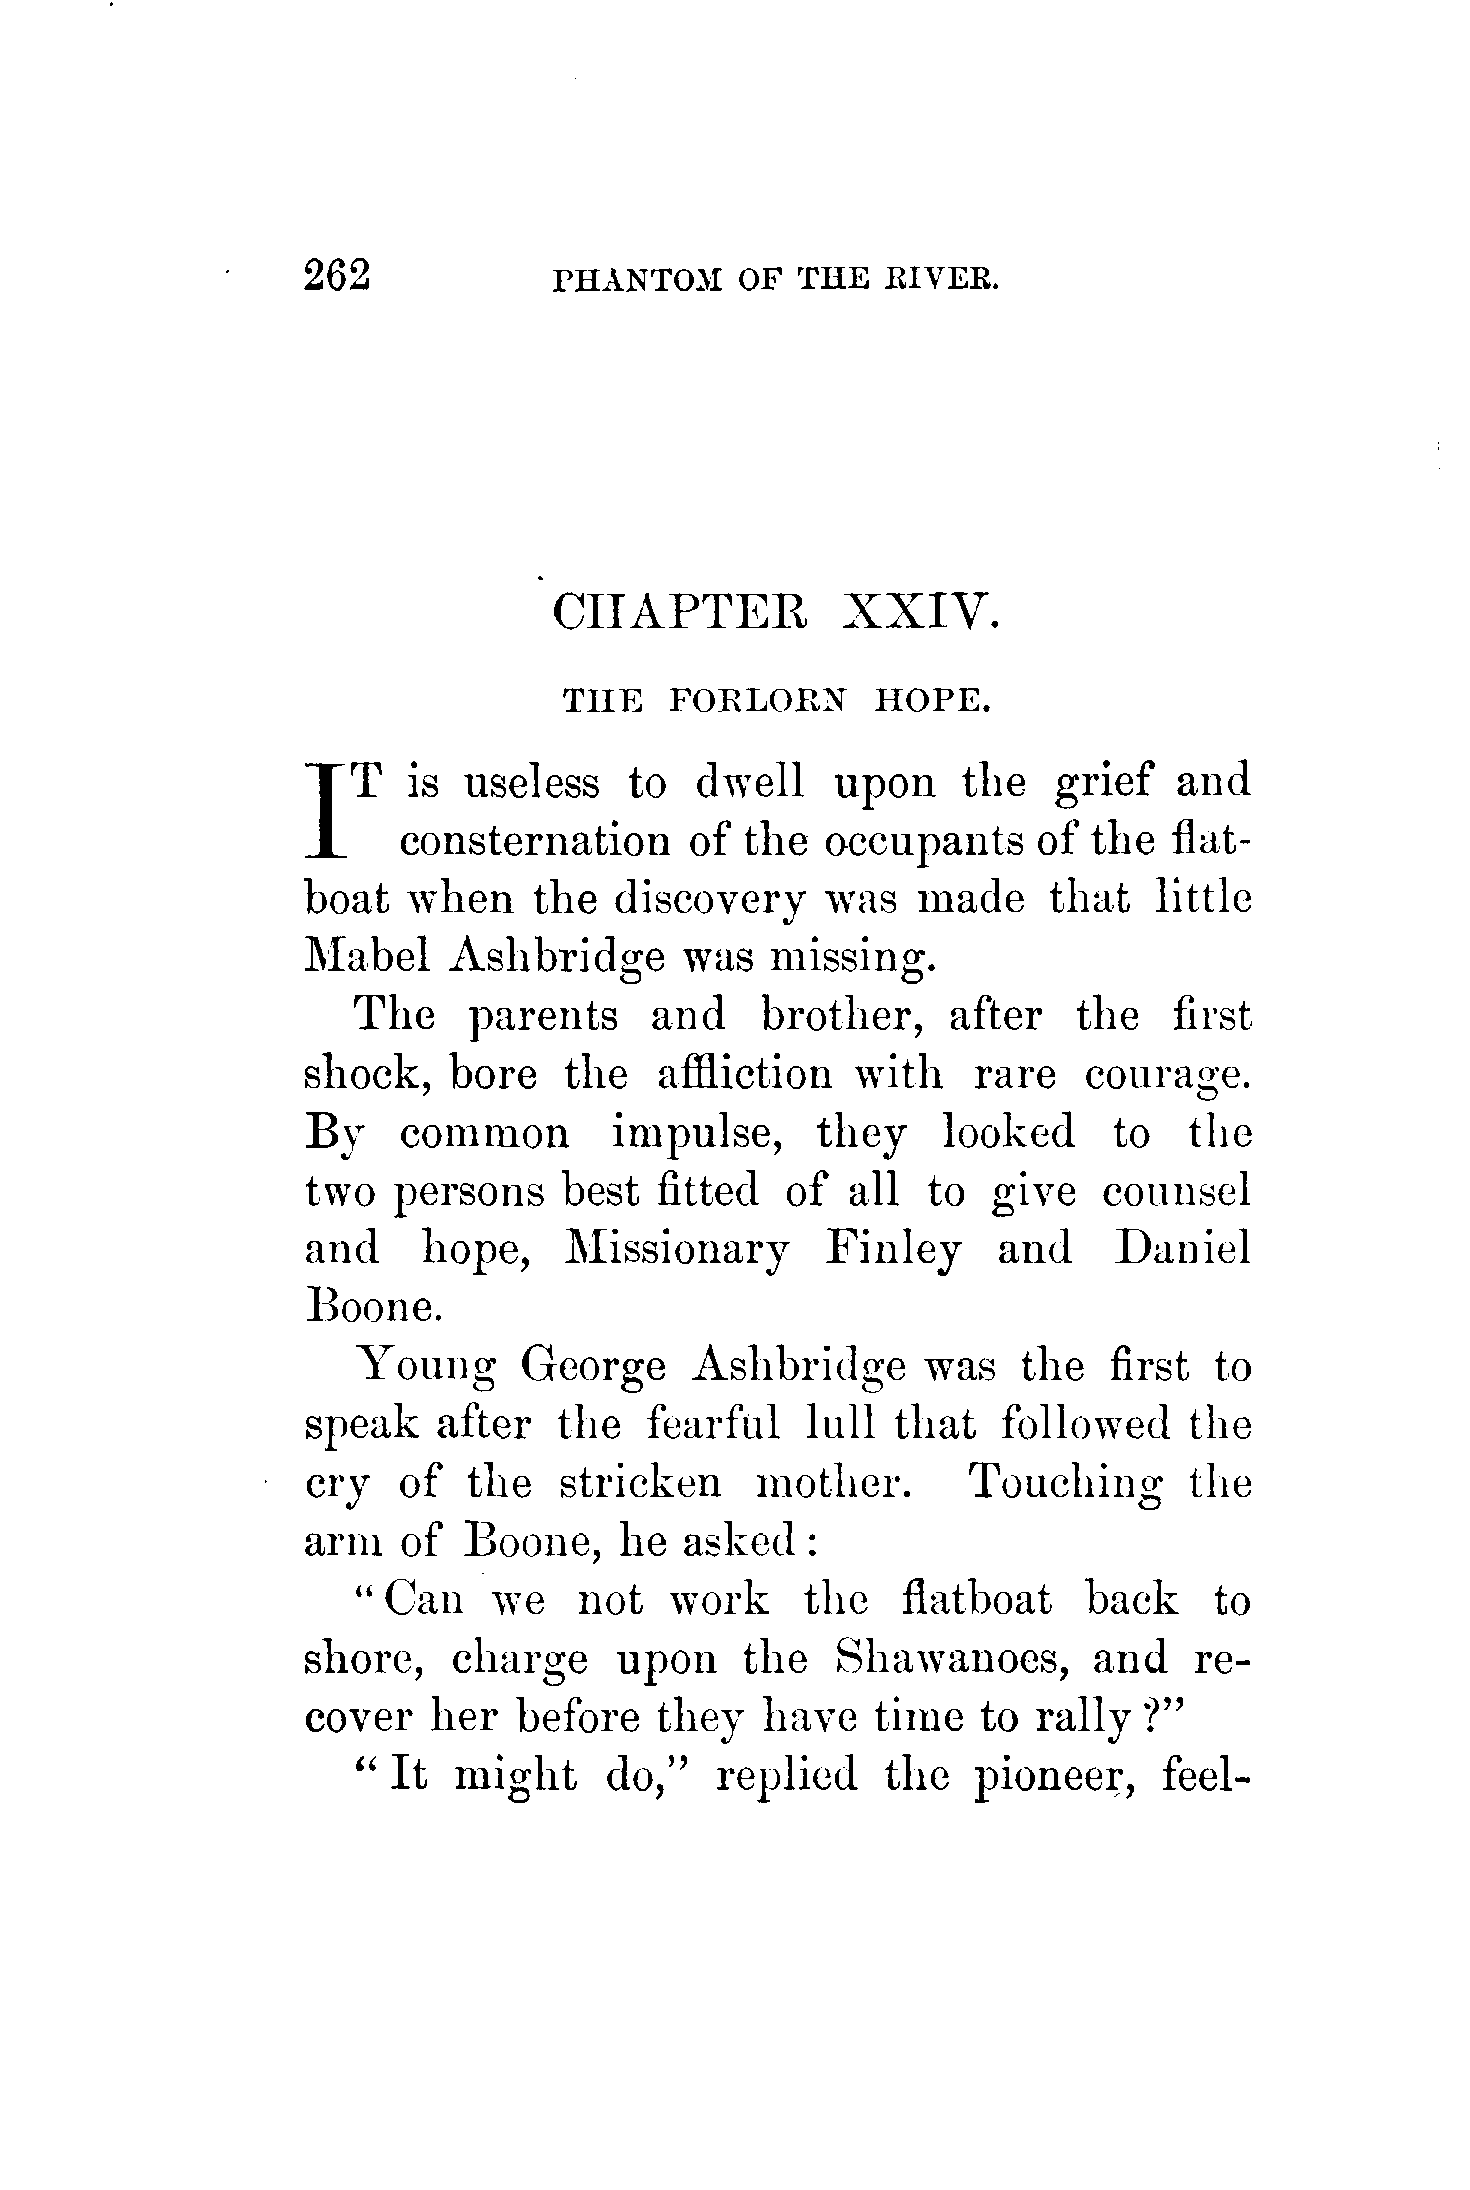 262 PHANTOM OF THE RIVER.
CHAPTER XXIV.
THE FORLORN HOPE.
IT is useless to dwell upon the grief and
consternation of the occupants of the flat-
boat when the discovery was made that little
Mabel Ashbridge was missing.
The parents and brother, after the first
shock, bore the affliction with rare courage.
By common impulse, they looked to the
two persons best fitted of all to give counsel
and hope, Missionary Finley and Daniel
Boone.
Young George Ashbridge was the first to
speak after the fearful lull that followed the
cry of the stricken mother. Touching the
arm of Boone, he asked :
“ Can we not work the flatboat back to
shore, charge upon the Shawanoes, and re-
cover her before they have time to rally ?”
“ It might do,” replied the pioneer, feel-